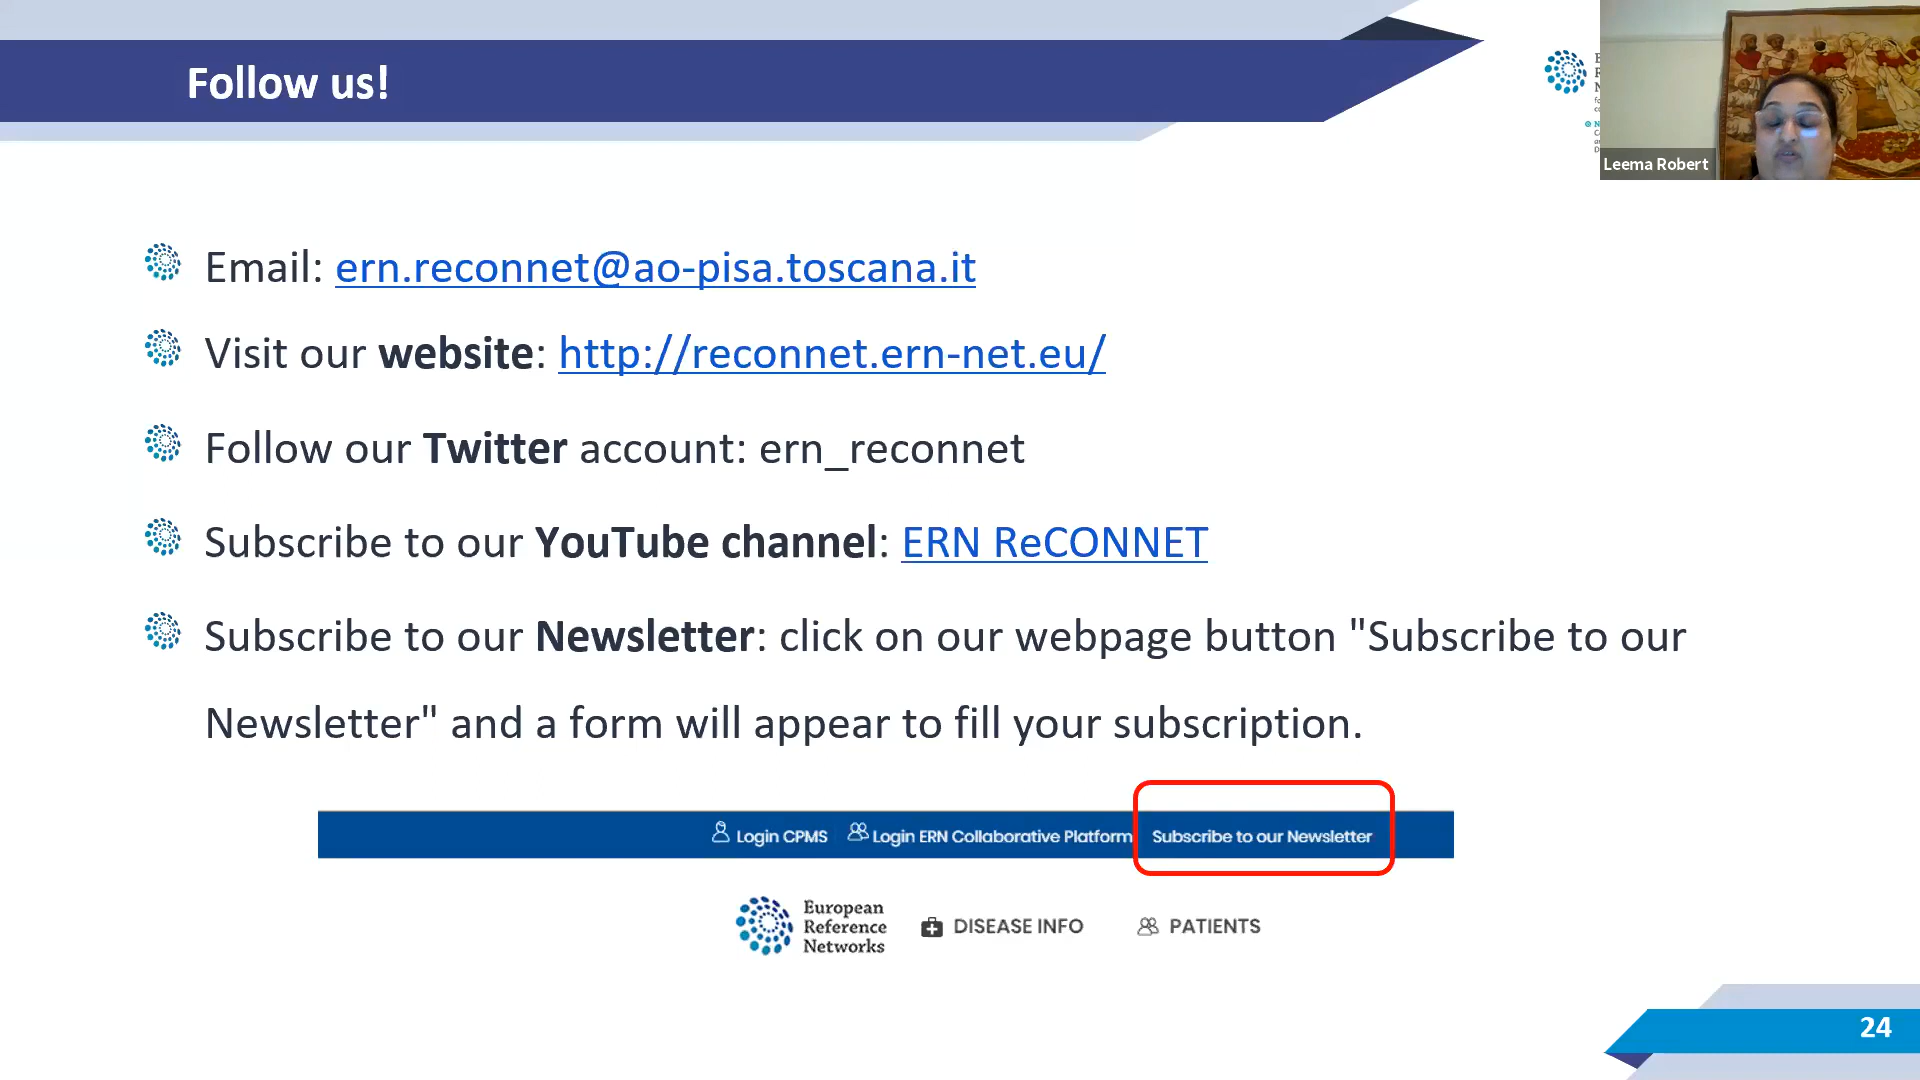 Follow us!
Leema Robert
Email: ern.reconnet@ao-pisa.toscana.it
Visit our website: http://reconnet.ern-net.eu/
Follow our Twitter account: ern_reconnet
Subscribe to our YouTube channel: ERN ReCONNET
Subscribe to our Newsletter: click on our webpage button "Subscribe to our
Newsletter" and a form will appear to fill your subscription.
Login CPMS Login ERN Collaborative Platform Subscribe to our Newsletter
European
Reference
Networks
DISEASE INFO PATIENTS
24